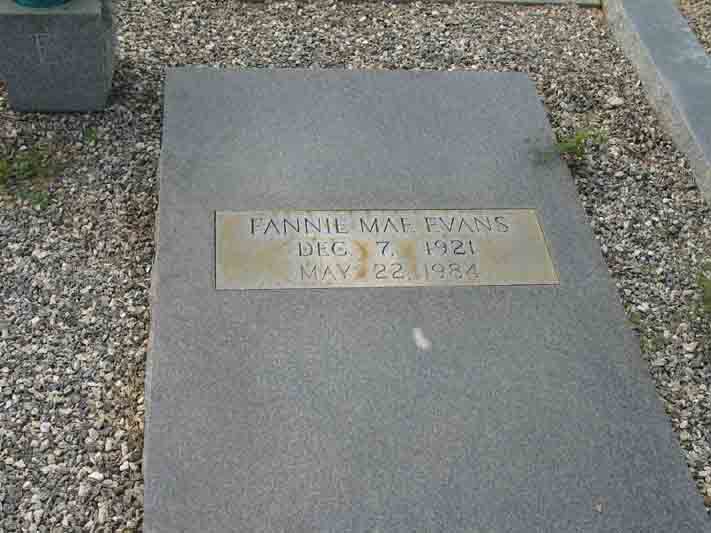 F
FANNIE MAE EVANS
DEC. 7, 1921
MAY 22, 1984